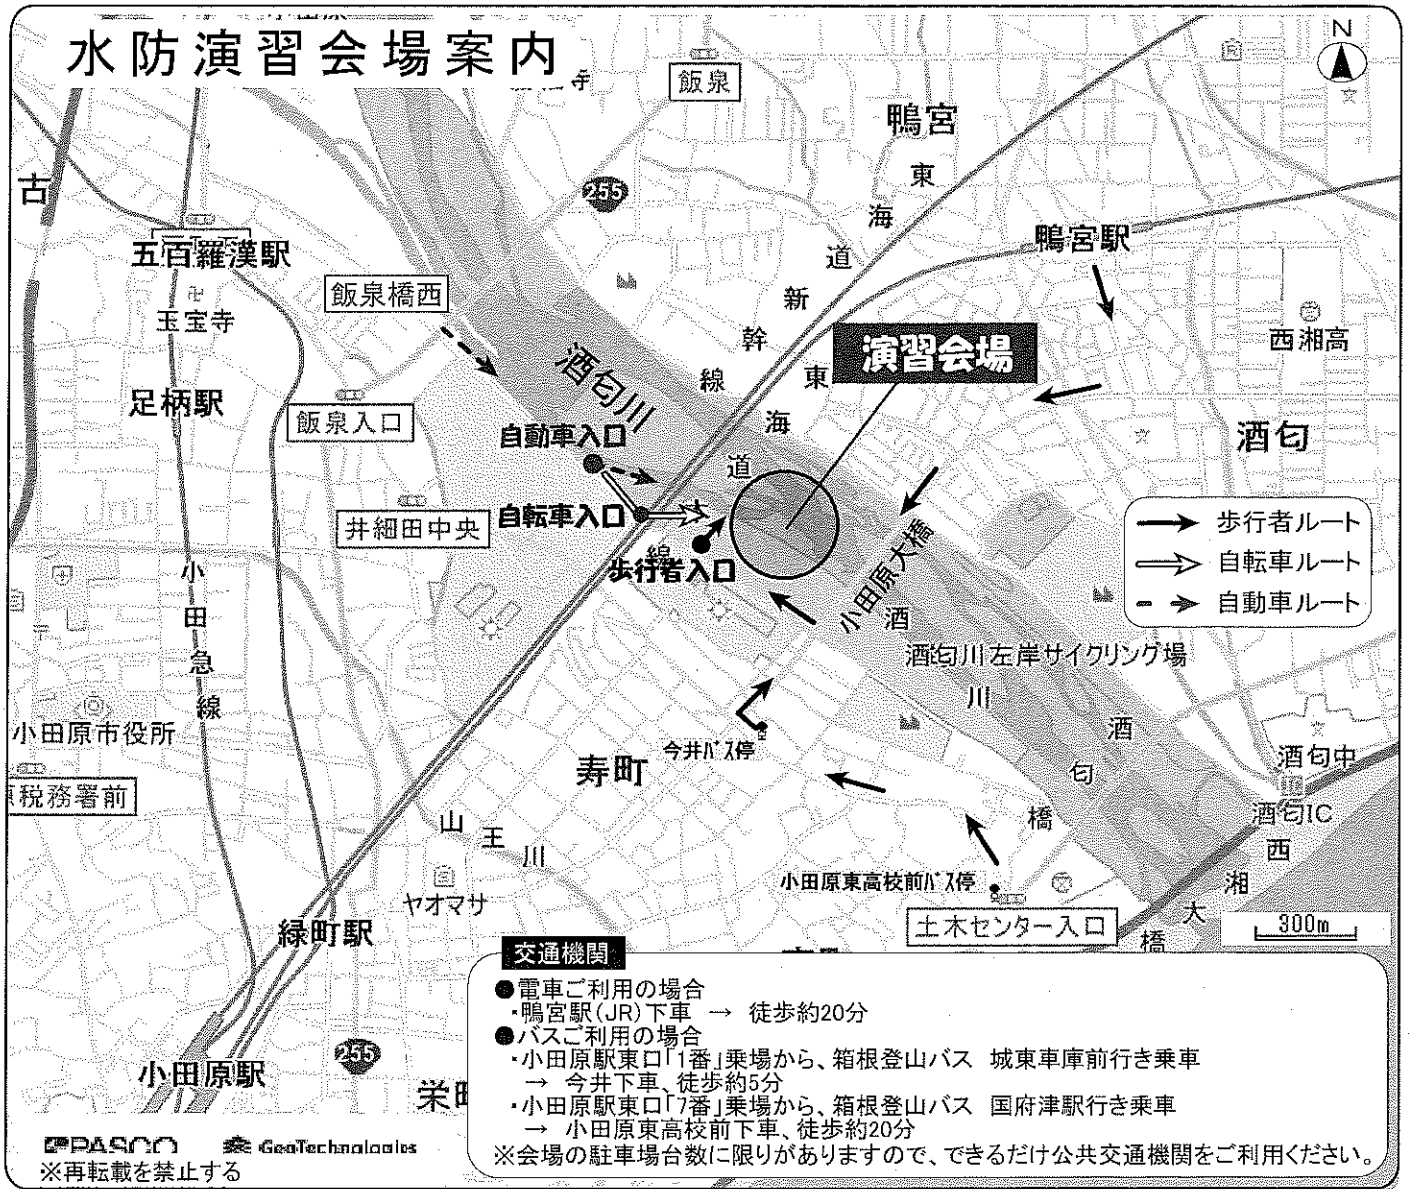 水防演習会場案内
N
飯泉
鴨宮
古
255
東海道新幹線
鴨宮駅
五百羅漢駅
飯泉橋西
玉宝寺
西湘高
演習会場
東海道線
酒匂川
足柄駅
飯泉入口
自動車入口
酒匂
自転車入口
井細田中央
歩行者入口
小田原大橋
歩行者ルート
自転車ルート
自動車ルート
小田急線
酒匂川
酒匂川左岸サイクリング場
小田原市役所
今井バス停
寿町
税務署前
酒匂橋
酒匂中
酒匂IC
西湘大橋
山王川
ヤオマサ
小田原東高校前バス停
土木センター入口
300m
緑町駅
小田原駅
255
栄町
交通機関
●電車ご利用の場合
・鴨宮駅(JR)下車 → 徒歩約20分
●バスご利用の場合
・小田原駅東口「1番」乗場から、箱根登山バス 城東車庫前行き乗車
→ 今井下車、徒歩約5分
・小田原駅東口「7番」乗場から、箱根登山バス 国府津駅行き乗車
→ 小田原東高校前下車、徒歩約20分
※会場の駐車場台数に限りがありますので、できるだけ公共交通機関をご利用ください。
PASCO GeoTechnologies
※再転載を禁止する